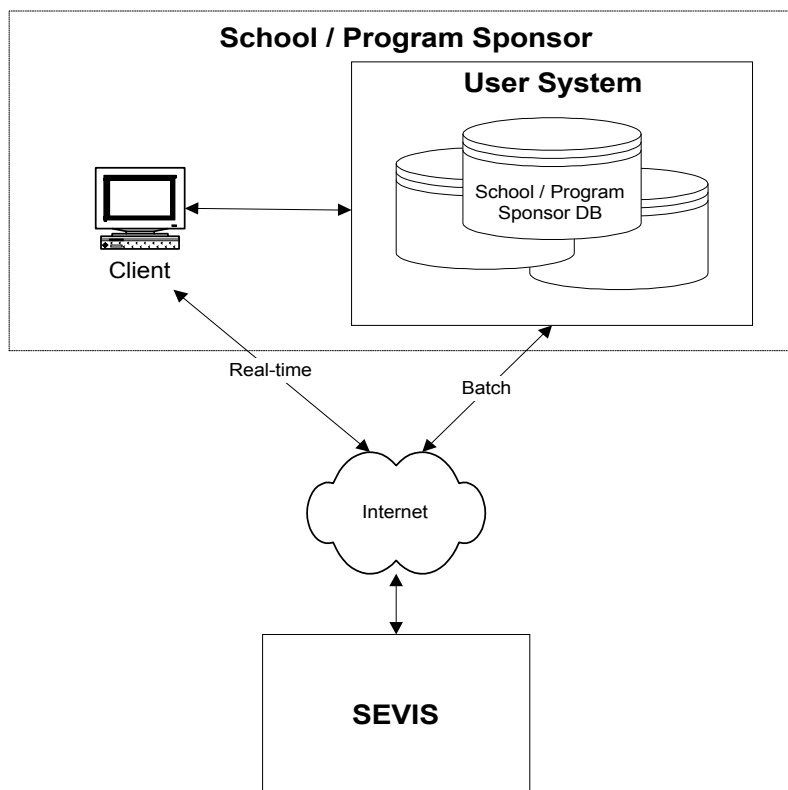 School / Program Sponsor
User System
School / Program
Sponsor DB
Client
Real-time
Batch
Internet
SEVIS